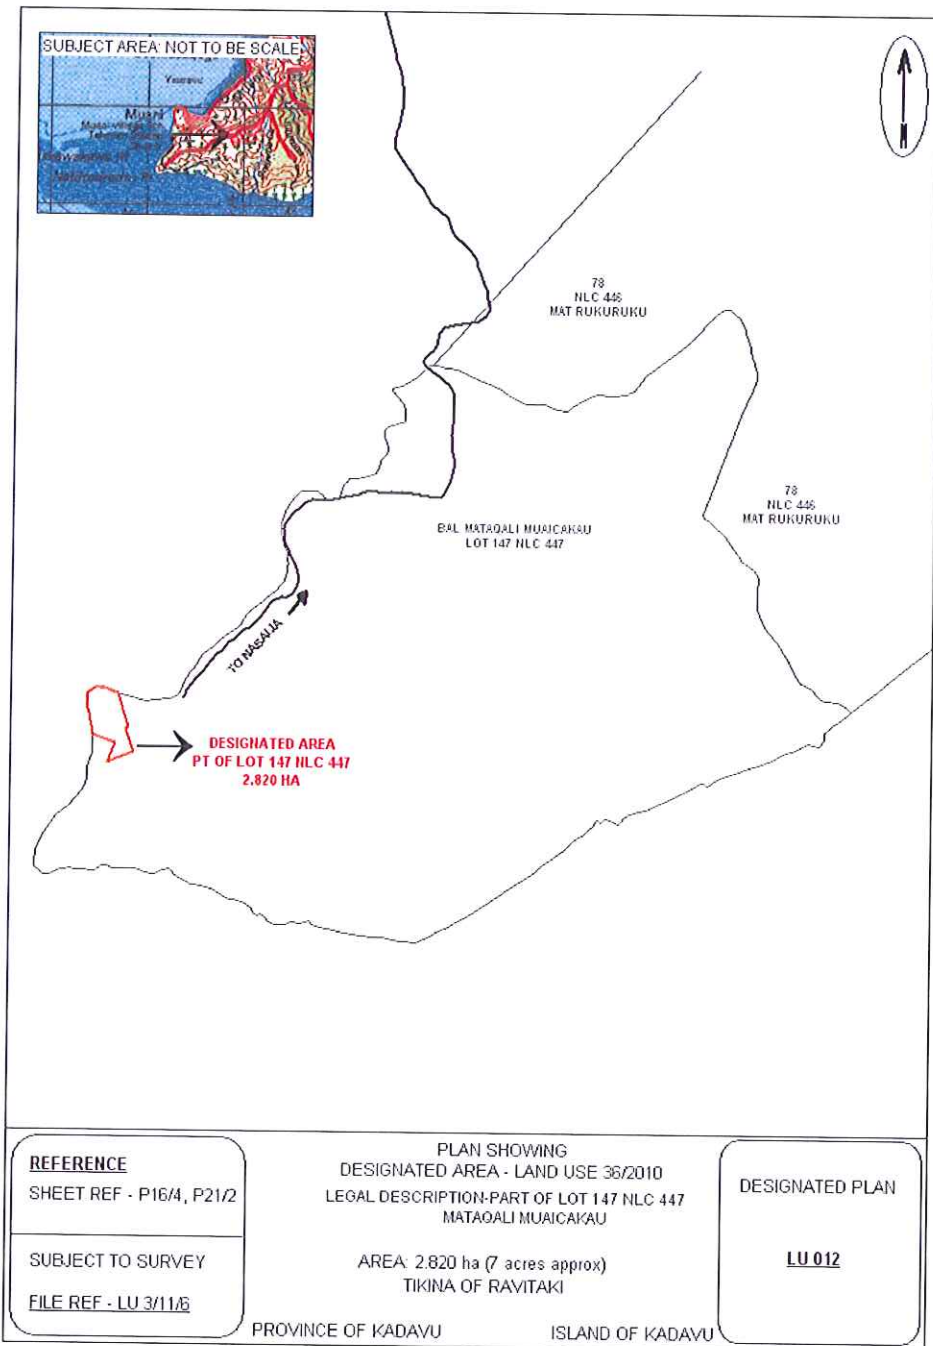 SUBJECT AREA: NOT TO BE SCALE
Muani
N
78
NLC 446
MAT RUKURUKU
78
NLC 446
MAT RUKURUKU
BAL MATAQALI MUAICAKAU
LOT 147 NLC 447
TO NASAUA
DESIGNATED AREA
PT OF LOT 147 NLC 447
2.820 HA
REFERENCE
SHEET REF - P16/4, P21/2
SUBJECT TO SURVEY
FILE REF - LU 3/11/6
PLAN SHOWING
DESIGNATED AREA - LAND USE 36/2010
LEGAL DESCRIPTION-PART OF LOT 147 NLC 447
MATAQALI MUAICAKAU
AREA: 2.820 ha (7 acres approx)
TIKINA OF RAVITAKI
PROVINCE OF KADAVU
ISLAND OF KADAVU
DESIGNATED PLAN
LU 012